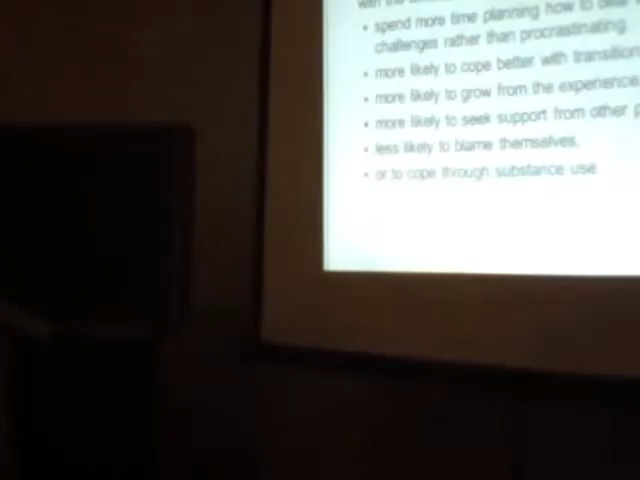 with the
• spend more time planning how to deal
challenges rather than procrastinating.
• more likely to cope better with transition
• more likely to grow from the experience
• more likely to seek support from other p
• less likely to blame themselves.
• or to cope through substance use.